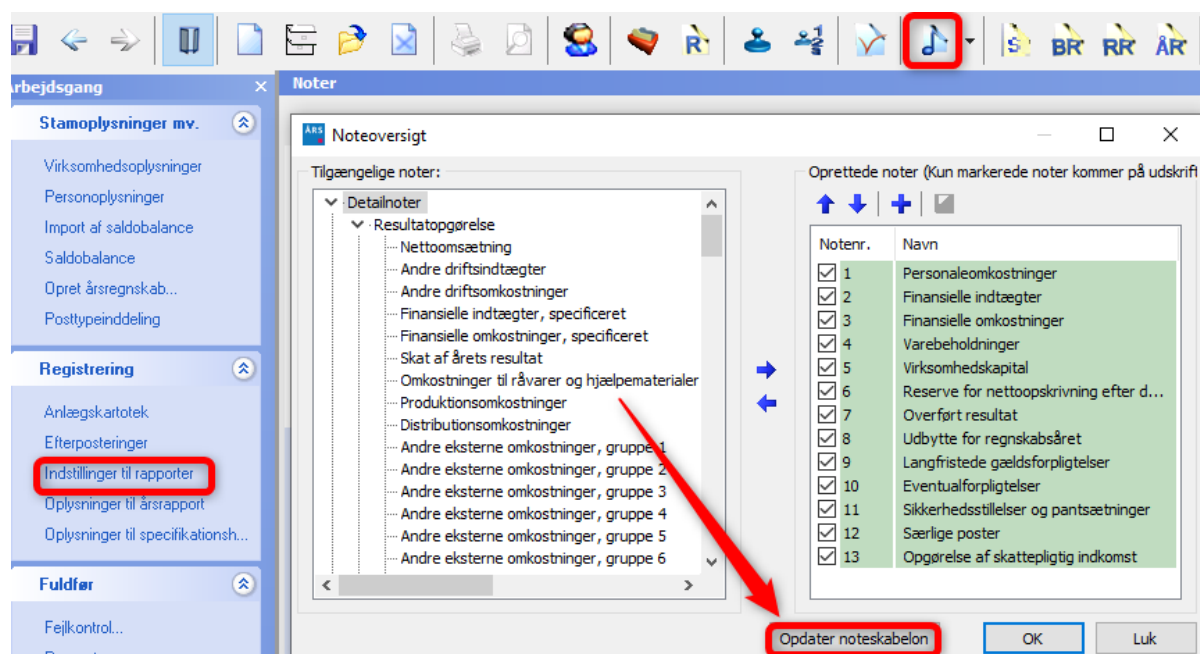 R
S
BR
RR
ÅR
rbejdsgang
Stamoplysninger mv.
Virksomhedsoplysninger
Personoplysninger
Import af saldobalance
Saldobalance
Opret årsregnskab...
Posttypeinddeling
Registrering
Anlægskartotek
Efterposteringer
Indstillinger til rapporter
Oplysninger til årsrapport
Oplysninger til specifikationsh...
Fuldfør
Fejlkontrol...
Noter
ÅRS
Noteoversigt
Tilgængelige noter:
Detailnoter
Resultatopgørelse
Nettoomsætning
Andre driftsindtægter
Andre driftsomkostninger
Finansielle indtægter, specificeret
Finansielle omkostninger, specificeret
Skat af årets resultat
Omkostninger til råvarer og hjælpematerialer
Produktionsomkostninger
Distributionsomkostninger
Andre eksterne omkostninger, gruppe 1
Andre eksterne omkostninger, gruppe 2
Andre eksterne omkostninger, gruppe 3
Andre eksterne omkostninger, gruppe 4
Andre eksterne omkostninger, gruppe 5
Andre eksterne omkostninger, gruppe 6
Oprettede noter (Kun markerede noter kommer på udskrift
Notenr. Navn
1 Personaleomkostninger
2 Finansielle indtægter
3 Finansielle omkostninger
4 Varebeholdninger
5 Virksomhedskapital
6 Reserve for nettoopskrivning efter d...
7 Overført resultat
8 Udbytte for regnskabsåret
9 Langfristede gældsforpligtelser
10 Eventualforpligtelser
11 Sikkerhedsstillelser og pantsætninger
12 Særlige poster
13 Opgørelse af skattepligtig indkomst
Opdater noteskabelon
OK
Luk